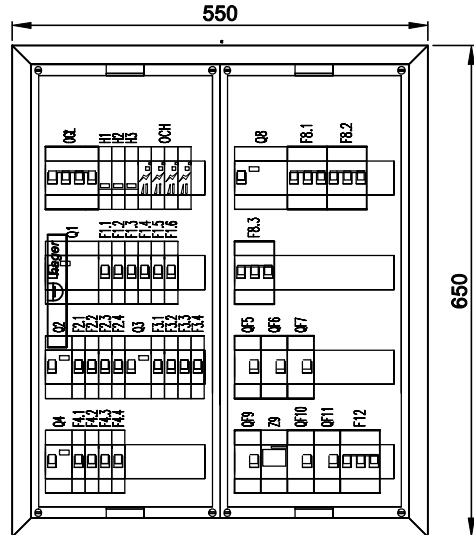 550
OGL H1 H2 H3 OCH Q8 F8.1 F8.2
Q1 F1.1 F1.2 F1.3 F1.4 F1.5 F1.6 F8.3
hager
650
Q2 F2.1 F2.2 F2.3 F2.4 Q3 F3.1 F3.2 F3.3 F3.4 QF5 QF6 QF7
Q4 F4.1 F4.2 F4.3 F4.4 QF9 Z9 QF10 QF11 F12